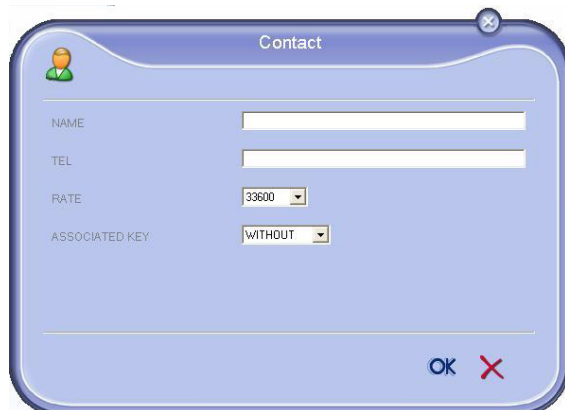 Contact
NAME
TEL
RATE 33600
ASSOCIATED KEY WITHOUT
OK